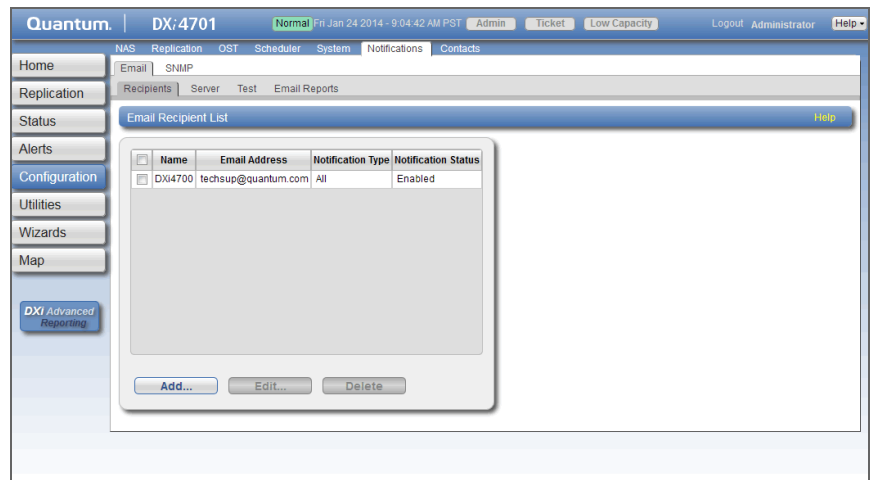 Quantum. DXi4701 Normal Fri Jan 24 2014 - 9:04:42 AM PST Admin Ticket Low Capacity Logout Administrator Help
NAS Replication OST Scheduler System Notifications Contacts
Home
Replication
Status
Alerts
Configuration
Utilities
Wizards
Map
DXi Advanced
Reporting
Email SNMP
Recipients Server Test Email Reports
Email Recipient List Help
Name Email Address Notification Type Notification Status
DXi4700 techsup@quantum.com All Enabled
Add... Edit... Delete